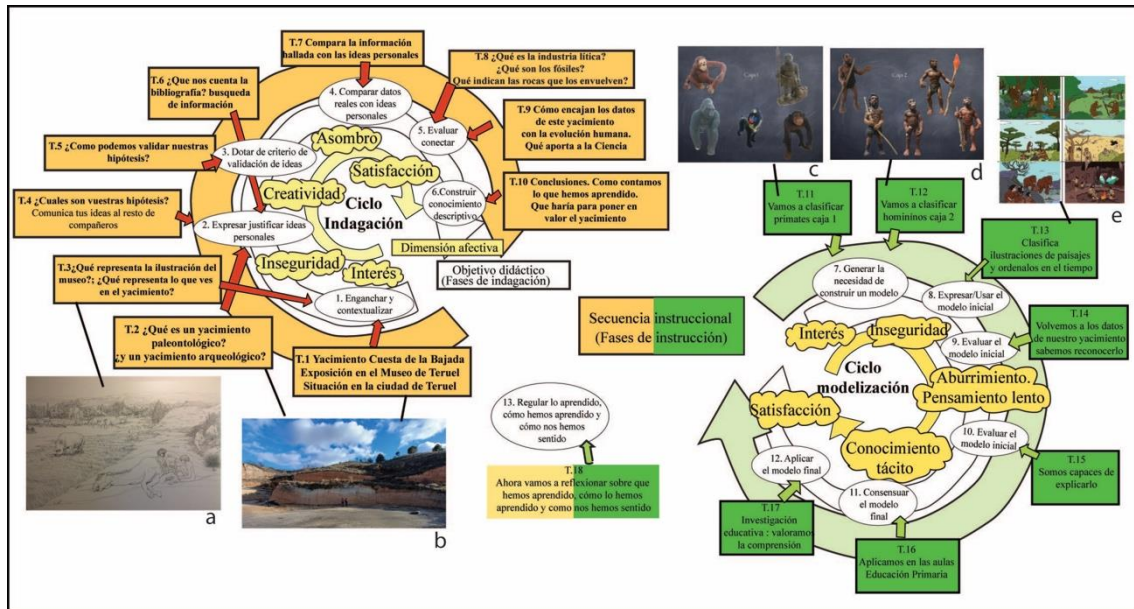 T.7 Compara la información
hallada con las ideas personales
T.8 ¿Qué es la industria lítica?
¿Qué son los fósiles?
Qué indican las rocas que los envuelven?
T.6 ¿Que nos cuenta la
bibliografía? busqueda
de información
4. Comparar datos
reales con ideas
personales
5. Evaluar
conectar
T.9 Cómo encajan los datos
de este yacimiento
con la evolución humana.
Qué aporta a la Ciencia
T.5 ¿Como podemos validar nuestras
hipótesis?
3. Dotar de criterio de
validación de ideas
Asombro
Satisfacción
Creatividad
Ciclo
Indagación
6.Construir
conocimiento
descriptivo
T.10 Conclusiones. Como contamos
lo que hemos aprendido.
Que haría para poner en
valor el yacimiento
T.4 ¿Cuales son vuestras hipótesis?
Comunica tus ideas al resto de
compañeros
2. Expresar justificar ideas
personales
Dimensión afectiva
Inseguridad
Interés
Objetivo didáctico
(Fases de indagación)
T.3¿Qué representa la ilustración del
museo?; ¿Qué representa lo que ves
en el yacimiento?
1. Enganchar y
contextualizar
T.2 ¿Qué es un yacimiento
paleontológico?
¿y un yacimiento arqueológico?
T.1 Yacimiento Cuesta de la Bajada
Exposición en el Museo de Teruel
Situación en la ciudad de Teruel
a
b
Secuencia instruccional
(Fases de instrucción)
13. Regular lo aprendido,
cómo hemos aprendido y
cómo nos hemos
sentido
T.18
Ahora vamos a reflexionar sobre que
hemos aprendido, cómo lo hemos
aprendido y como nos hemos sentido
Caja1
Caja 2
c
d
e
T.11
Vamos a clasificar
primates caja 1
T.12
Vamos a clasificar
homininos caja 2
T.13
Clasifica
ilustraciones de paisajes
y ordenalos en el tiempo
7. Generar la
necesidad de
construir un modelo
8. Expresar/Usar el
modelo inicial
T.14
Volvemos a los datos
de nuestro yacimiento
sabemos reconocerlo
Interés
Inseguridad
9. Evaluar el
modelo inicial
Ciclo
modelización
Aburrimiento.
Pensamiento lento
Satisfacción
Conocimiento
tácito
10. Evaluar el
modelo inicial
T.15
Somos capaces de
explicarlo
12. Aplicar
el modelo final
11. Consensuar
el modelo
final
T.17
Investigación
educativa : valoramos
la comprensión
T.16
Aplicamos en las aulas
Educación Primaria